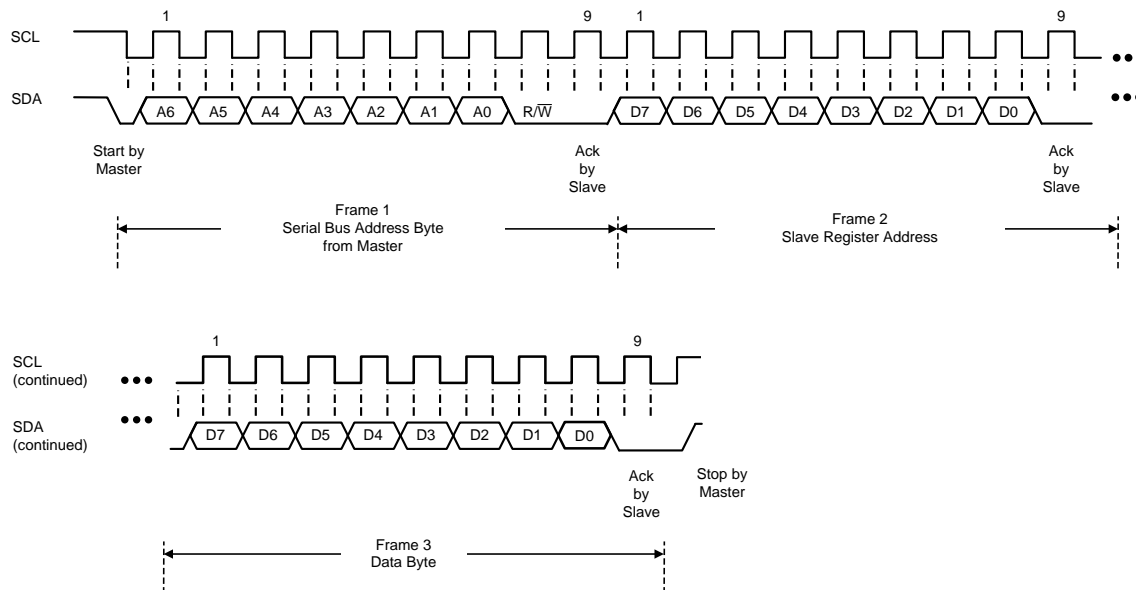 1 9 1 9
SCL
SDA
A6 A5 A4 A3 A2 A1 A0 R/W̅ D7 D6 D5 D4 D3 D2 D1 D0
Start by
Master
Ack
by
Slave
Ack
by
Slave
Frame 1
Serial Bus Address Byte
from Master
Frame 2
Slave Register Address
1 9
SCL
(continued)
SDA
(continued)
D7 D6 D5 D4 D3 D2 D1 D0
Ack
by
Slave
Stop by
Master
Frame 3
Data Byte